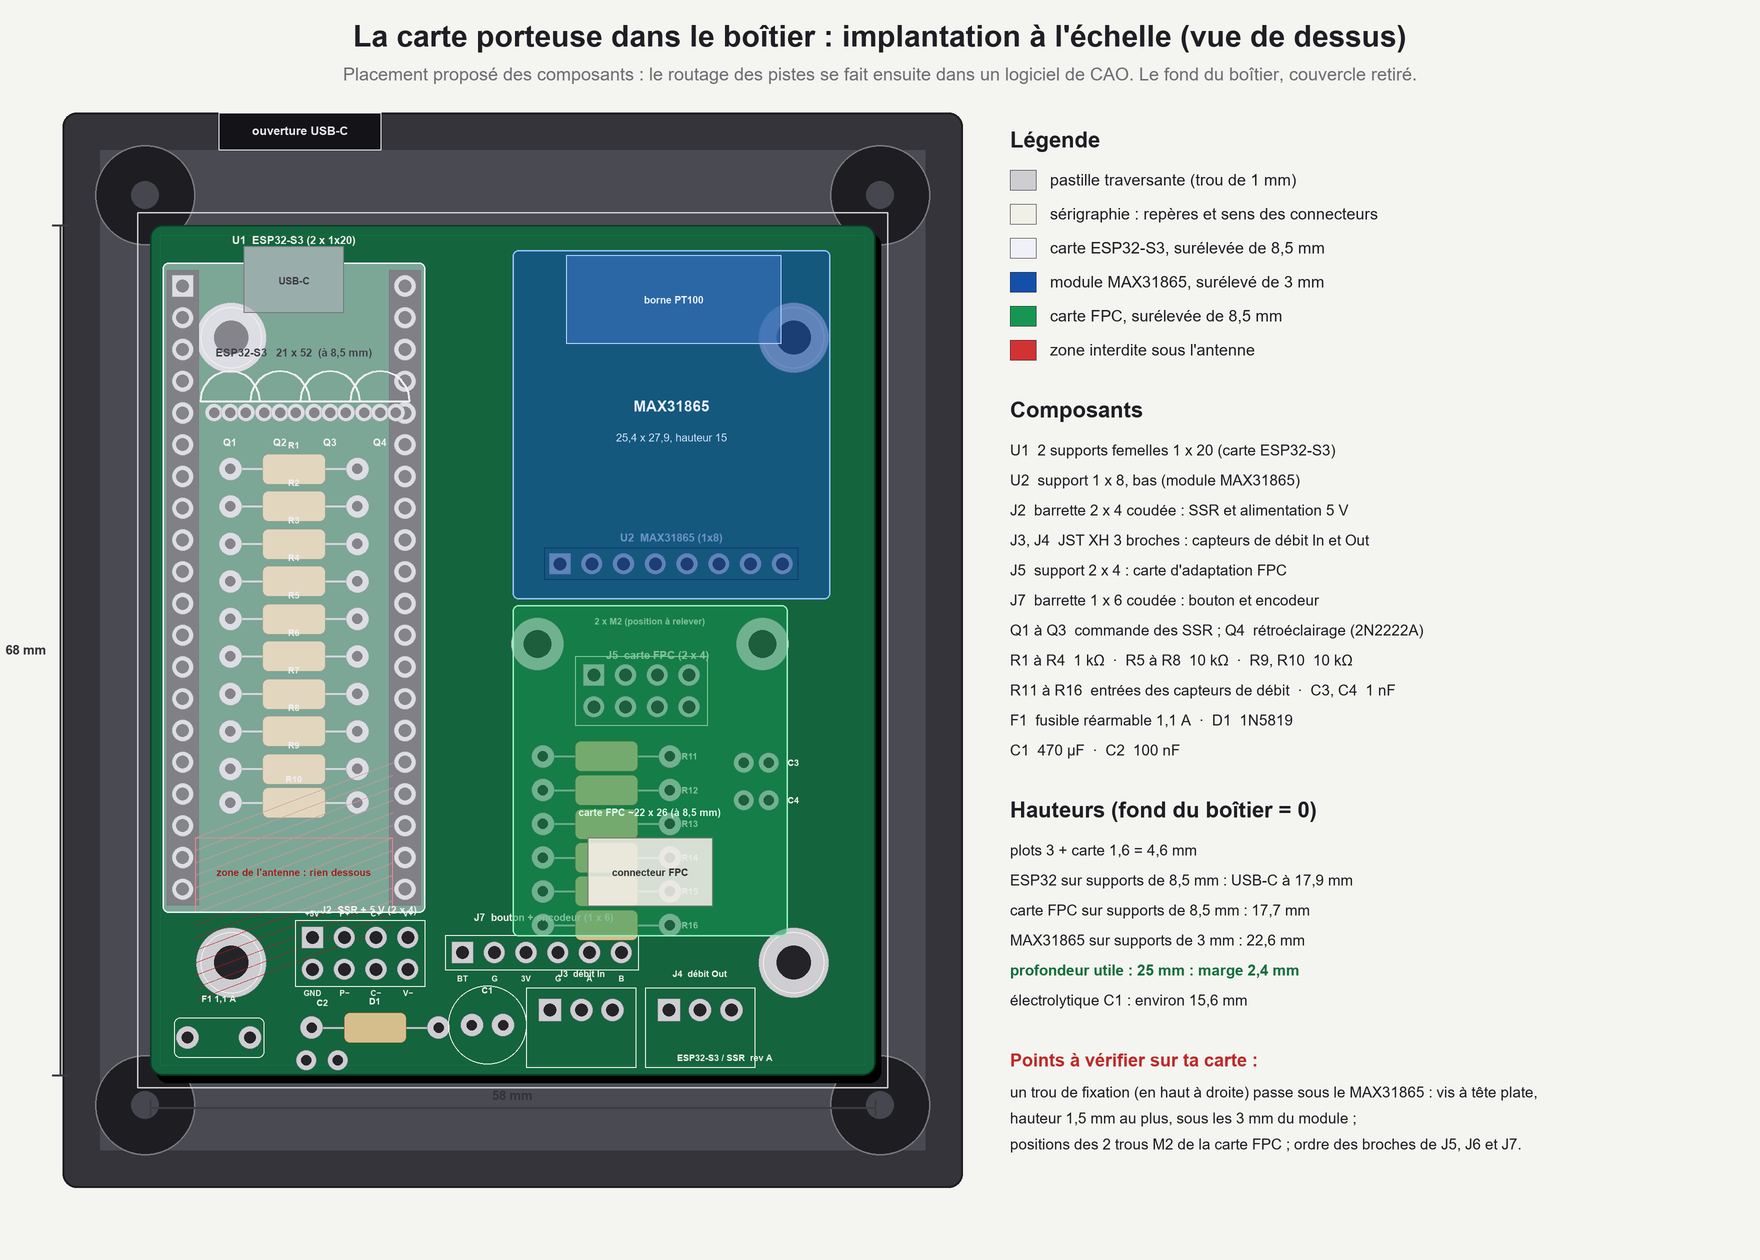 La carte porteuse dans le boîtier : implantation à l'échelle (vue de dessus)
Placement proposé des composants : le routage des pistes se fait ensuite dans un logiciel de CAO. Le fond du boîtier, couvercle retiré.
ouverture USB-C
U1 ESP32-S3 (2 x 1x20)
USB-C
ESP32-S3 21 x 52 (à 8,5 mm)
Q1 Q2 Q3 Q4
R1
R2
R3
R4
R5
R6
R7
R8
R9
R10
zone de l'antenne : rien dessous
borne PT100
MAX31865
25,4 x 27,9, hauteur 15
U2 MAX31865 (1x8)
2 x M2 (position à relever)
J5 carte FPC (2 x 4)
R11
C3
R12
C4
carte FPC ~22 x 26 (à 8,5 mm)
R13
R14
connecteur FPC
R15
R16
68 mm
J2 SSR + 5 V (2 x 4)
+5V P+ C+ V+
GND P− C− V−
J7 bouton + encodeur (1 x 6)
BT G 3V G A B
J3 débit In
J4 débit Out
F1 1,1 A
C2
D1
C1
ESP32-S3 / SSR rev A
58 mm
Légende
pastille traversante (trou de 1 mm)
sérigraphie : repères et sens des connecteurs
carte ESP32-S3, surélevée de 8,5 mm
module MAX31865, surélevé de 3 mm
carte FPC, surélevée de 8,5 mm
zone interdite sous l'antenne
Composants
U1 2 supports femelles 1 x 20 (carte ESP32-S3)
U2 support 1 x 8, bas (module MAX31865)
J2 barrette 2 x 4 coudée : SSR et alimentation 5 V
J3, J4 JST XH 3 broches : capteurs de débit In et Out
J5 support 2 x 4 : carte d'adaptation FPC
J7 barrette 1 x 6 coudée : bouton et encodeur
Q1 à Q3 commande des SSR ; Q4 rétroéclairage (2N2222A)
R1 à R4 1 kΩ · R5 à R8 10 kΩ · R9, R10 10 kΩ
R11 à R16 entrées des capteurs de débit · C3, C4 1 nF
F1 fusible réarmable 1,1 A · D1 1N5819
C1 470 µF · C2 100 nF
Hauteurs (fond du boîtier = 0)
plots 3 + carte 1,6 = 4,6 mm
ESP32 sur supports de 8,5 mm : USB-C à 17,9 mm
carte FPC sur supports de 8,5 mm : 17,7 mm
MAX31865 sur supports de 3 mm : 22,6 mm
profondeur utile : 25 mm : marge 2,4 mm
électrolytique C1 : environ 15,6 mm
Points à vérifier sur ta carte :
un trou de fixation (en haut à droite) passe sous le MAX31865 : vis à tête plate,
hauteur 1,5 mm au plus, sous les 3 mm du module ;
positions des 2 trous M2 de la carte FPC ; ordre des broches de J5, J6 et J7.